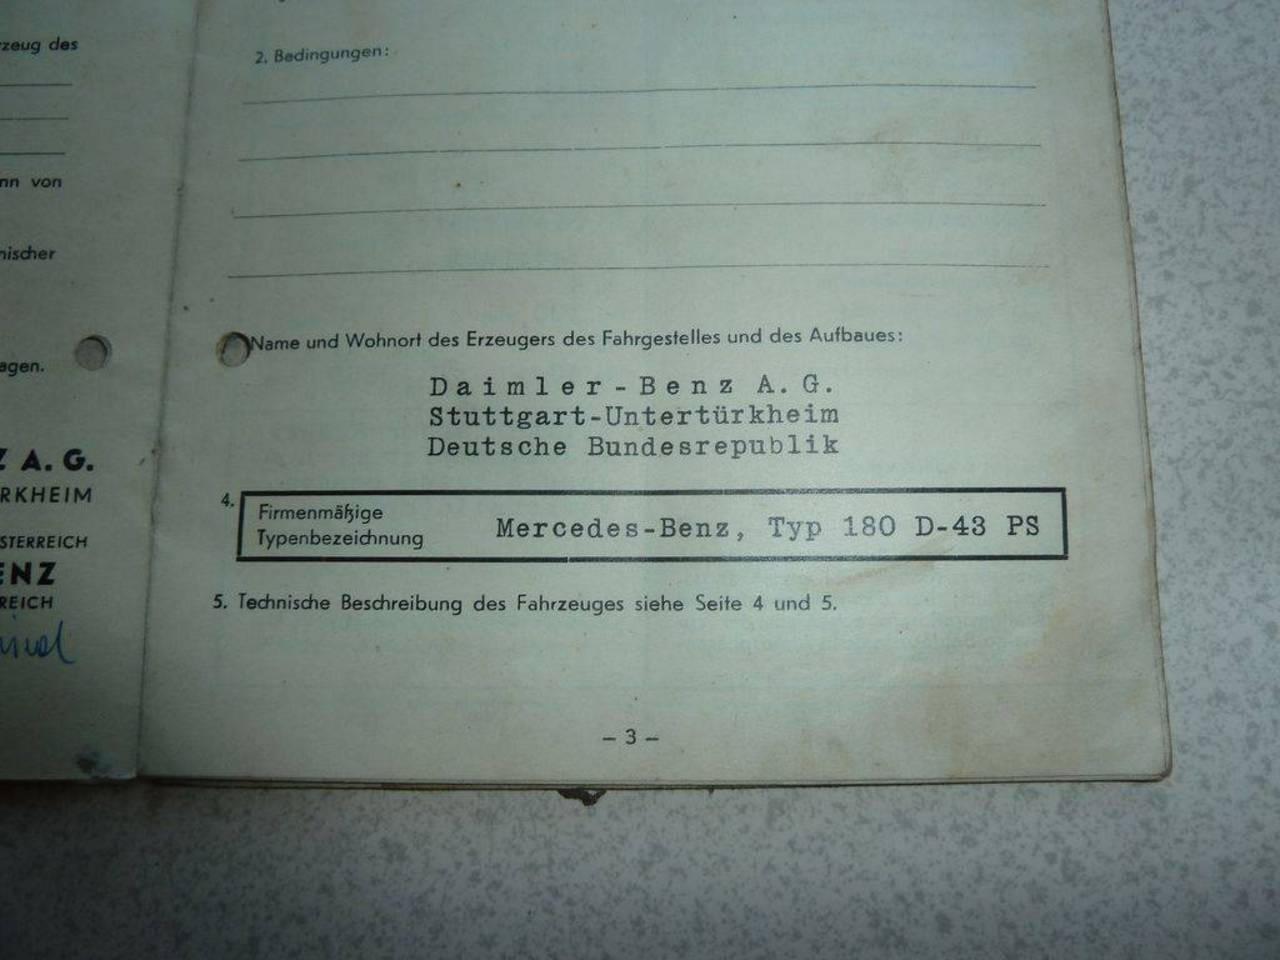 rzeug des
nn von
nischer
agen.
Z A. G.
RKHEIM
STERREICH
ENZ
REICH
2. Bedingungen:
Name und Wohnort des Erzeugers des Fahrgestelles und des Aufbaues:
Daimler-Benz A. G.
Stuttgart-Untertürkheim
Deutsche Bundesrepublik
4.
Firmenmäßige
Typenbezeichnung
Mercedes-Benz, Typ 180 D-43 PS
5. Technische Beschreibung des Fahrzeuges siehe Seite 4 und 5.
– 3 –